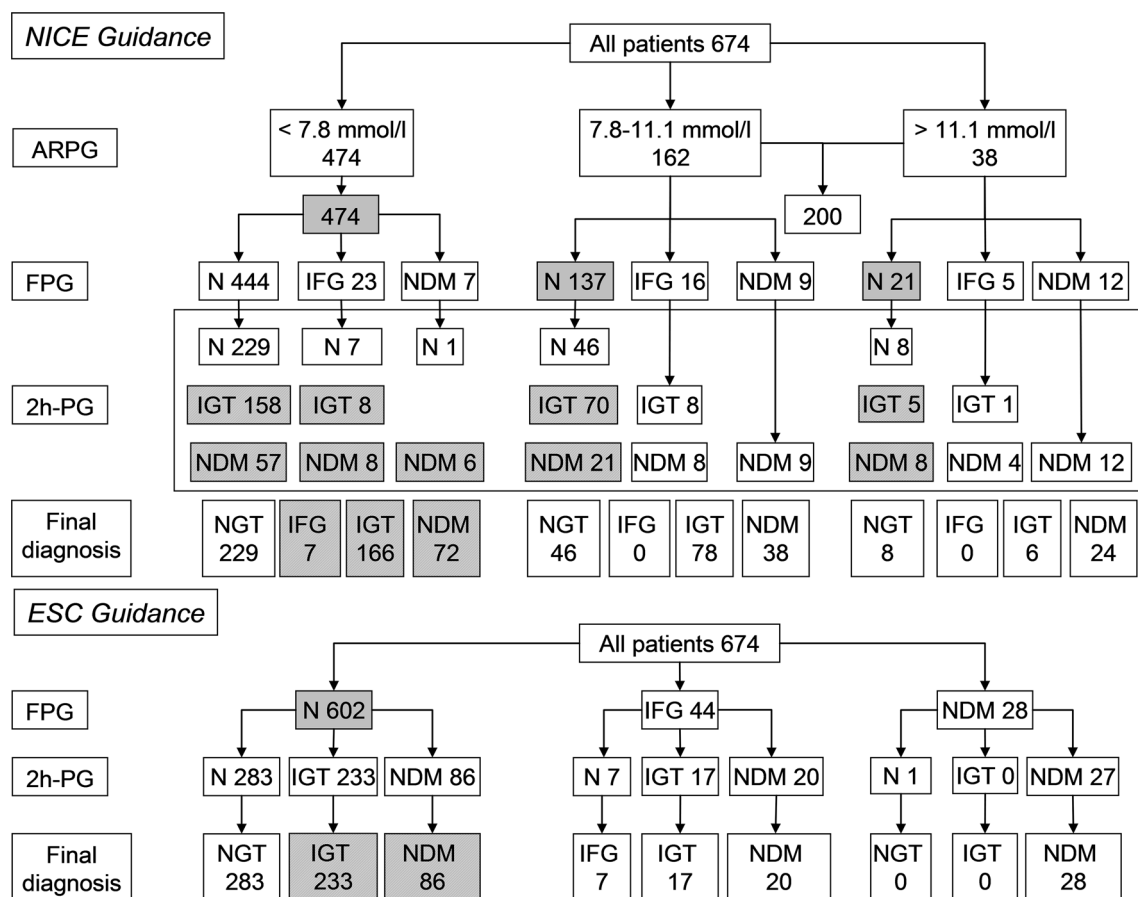 NICE Guidance
All patients 674
ARPG
< 7.8 mmol/l
474
7.8-11.1 mmol/l
162
> 11.1 mmol/l
38
474
200
FPG
N 444
IFG 23
NDM 7
N 137
IFG 16
NDM 9
N 21
IFG 5
NDM 12
N 229
N 7
N 1
N 46
N 8
2h-PG
IGT 158
IGT 8
IGT 70
IGT 8
IGT 5
IGT 1
NDM 57
NDM 8
NDM 6
NDM 21
NDM 8
NDM 9
NDM 8
NDM 4
NDM 12
Final
diagnosis
NGT
229
IFG
7
IGT
166
NDM
72
NGT
46
IFG
0
IGT
78
NDM
38
NGT
8
IFG
0
IGT
6
NDM
24
ESC Guidance
All patients 674
FPG
N 602
IFG 44
NDM 28
2h-PG
N 283
IGT 233
NDM 86
N 7
IGT 17
NDM 20
N 1
IGT 0
NDM 27
Final
diagnosis
NGT
283
IGT
233
NDM
86
IFG
7
IGT
17
NDM
20
NGT
0
IGT
0
NDM
28